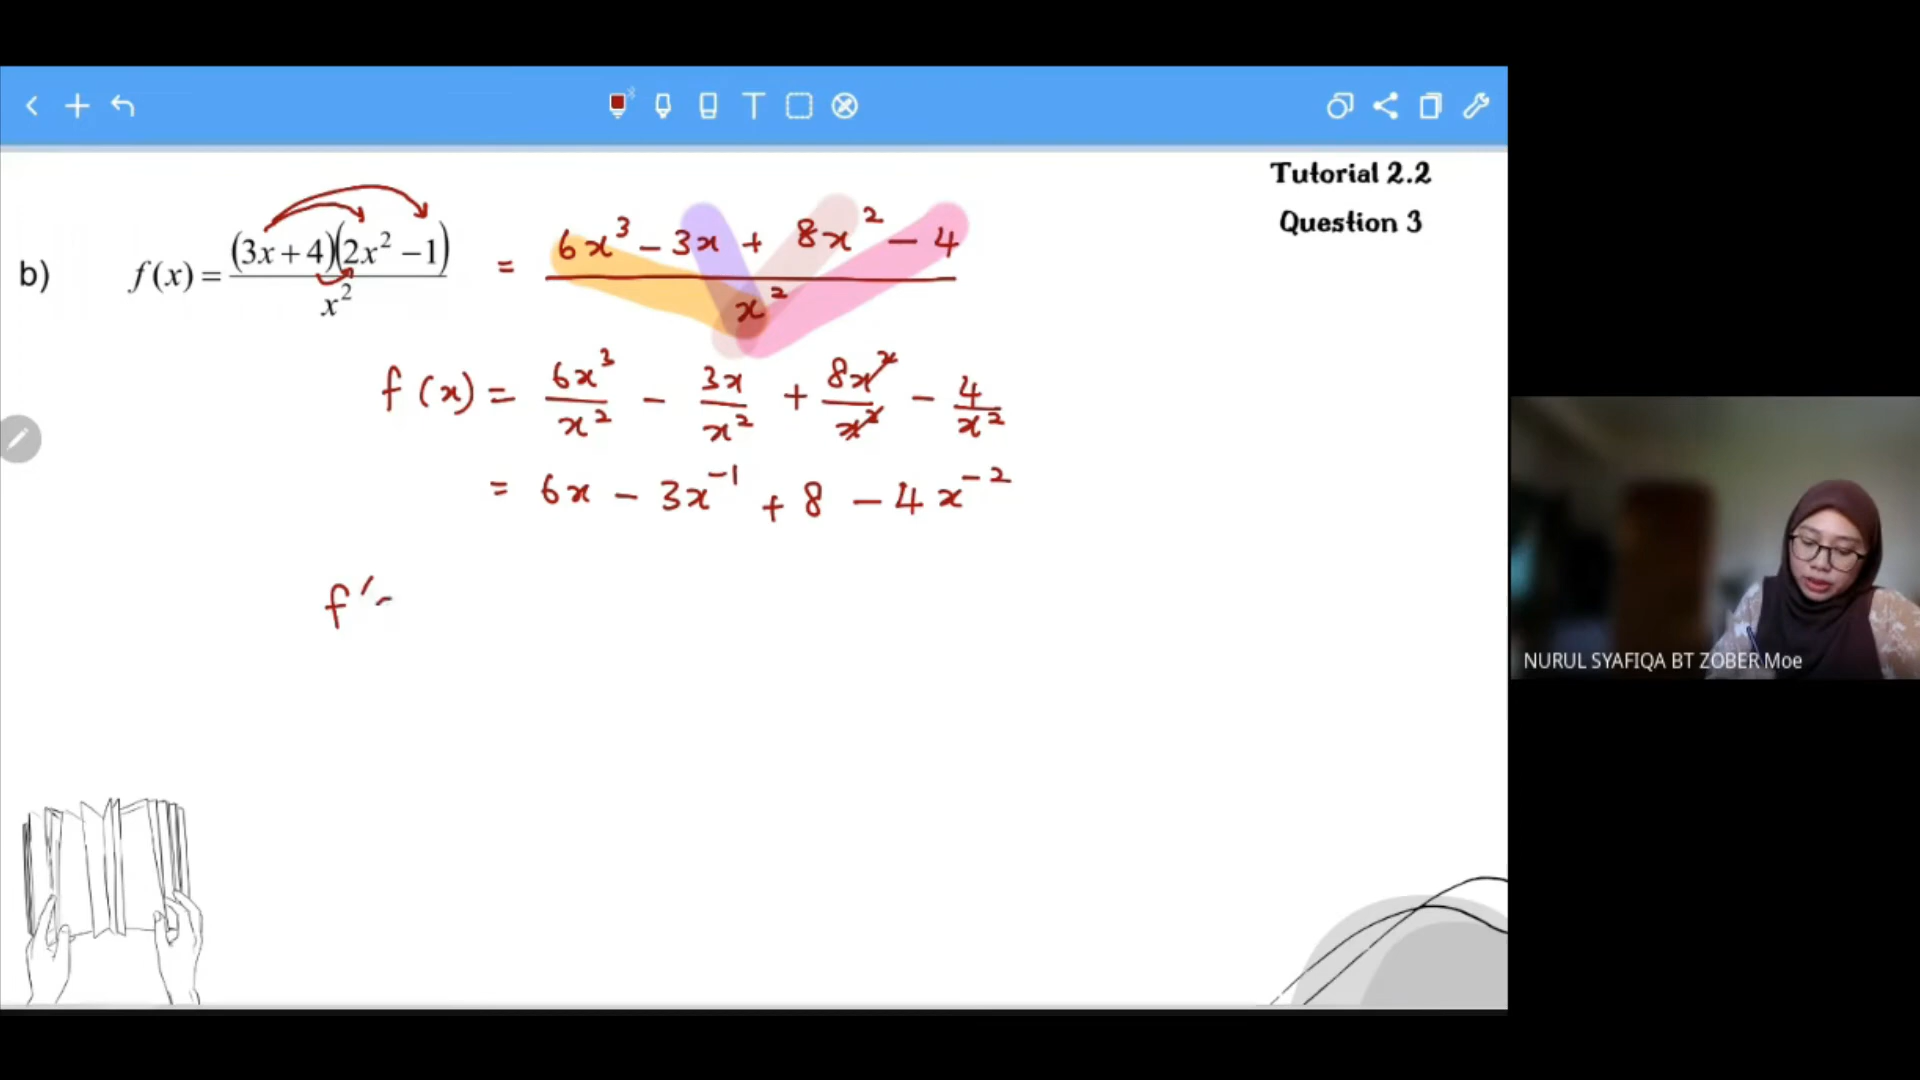 Tutorial 2.2
Question 3
b) f(x) = (3x + 4)(2x² − 1) / x² = 6x³ − 3x + 8x² − 4 / x²
f(x) = 6x³/x² − 3x/x² + 8x²/x² − 4/x²
= 6x − 3x⁻¹ + 8 − 4x⁻²
f'
NURUL SYAFIQA BT ZOBER Moe